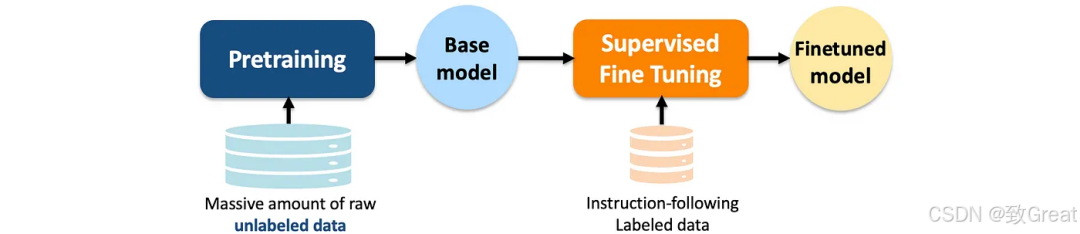 Pretraining
Base
model
Supervised
Fine Tuning
Finetuned
model
Massive amount of raw
unlabeled data
Instruction-following
Labeled data
CSDN @致Great